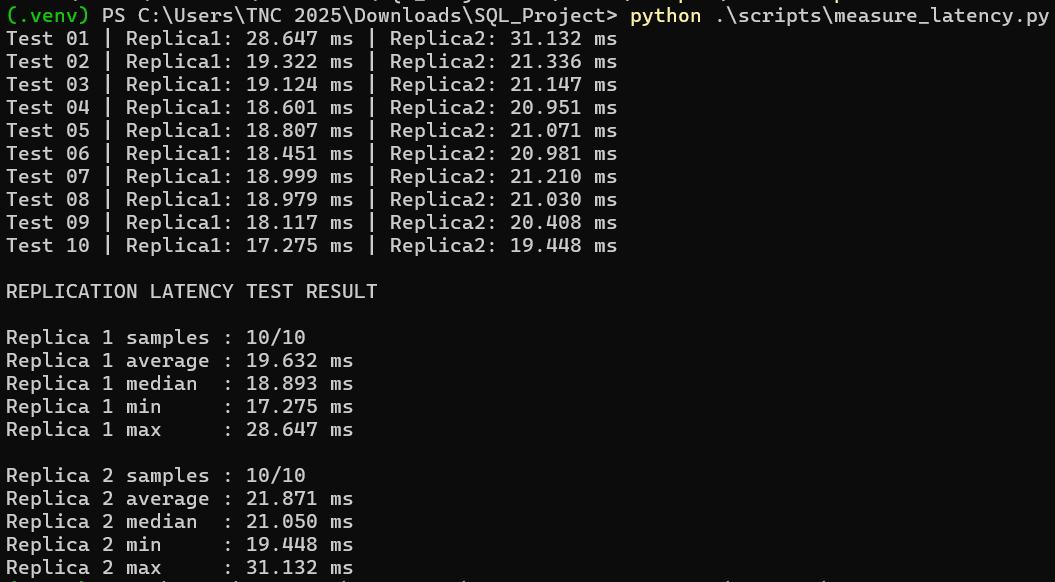 (.venv) PS C:\Users\TNC 2025\Downloads\SQL_Project> python .\scripts\measure_latency.py
Test 01 | Replica1: 28.647 ms | Replica2: 31.132 ms
Test 02 | Replica1: 19.322 ms | Replica2: 21.336 ms
Test 03 | Replica1: 19.124 ms | Replica2: 21.147 ms
Test 04 | Replica1: 18.601 ms | Replica2: 20.951 ms
Test 05 | Replica1: 18.807 ms | Replica2: 21.071 ms
Test 06 | Replica1: 18.451 ms | Replica2: 20.981 ms
Test 07 | Replica1: 18.999 ms | Replica2: 21.210 ms
Test 08 | Replica1: 18.979 ms | Replica2: 21.030 ms
Test 09 | Replica1: 18.117 ms | Replica2: 20.408 ms
Test 10 | Replica1: 17.275 ms | Replica2: 19.448 ms
REPLICATION LATENCY TEST RESULT
Replica 1 samples : 10/10
Replica 1 average : 19.632 ms
Replica 1 median  : 18.893 ms
Replica 1 min     : 17.275 ms
Replica 1 max     : 28.647 ms
Replica 2 samples : 10/10
Replica 2 average : 21.871 ms
Replica 2 median  : 21.050 ms
Replica 2 min     : 19.448 ms
Replica 2 max     : 31.132 ms